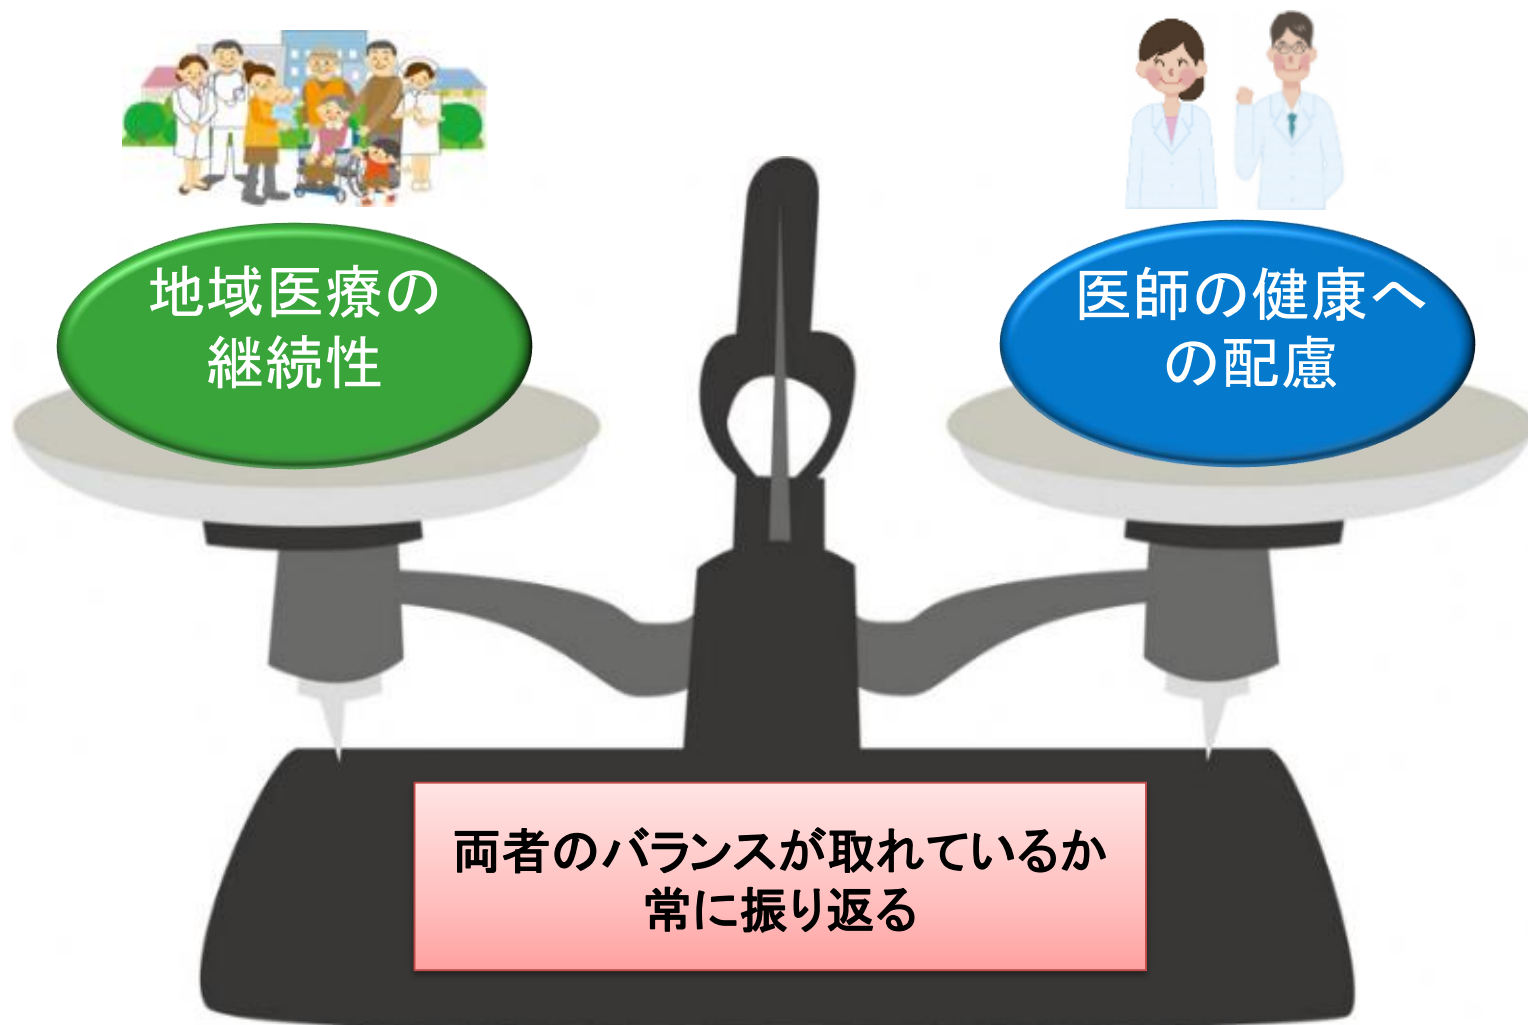 地域医療の
継続性
医師の健康へ
の配慮
両者のバランスが取れているか
常に振り返る